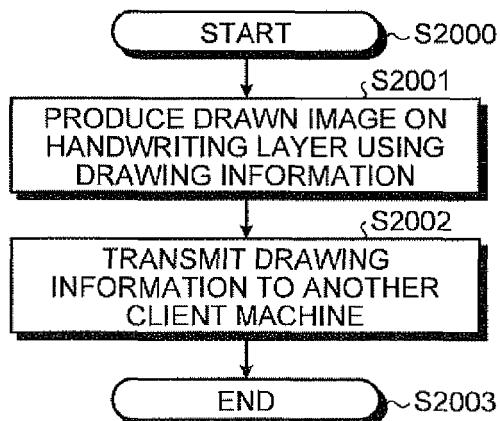 START
S2000
S2001
PRODUCE DRAWN IMAGE ON
HANDWRITING LAYER USING
DRAWING INFORMATION
S2002
TRANSMIT DRAWING
INFORMATION TO ANOTHER
CLIENT MACHINE
END
S2003